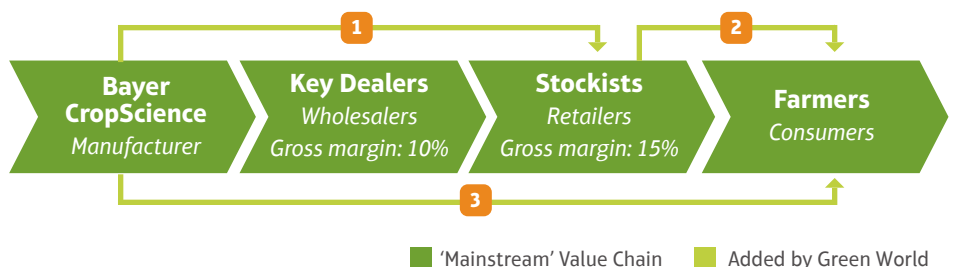 1
2
Bayer
CropScience
Manufacturer
Key Dealers
Wholesalers
Gross margin: 10%
Stockists
Retailers
Gross margin: 15%
Farmers
Consumers
3
‘Mainstream’ Value Chain
Added by Green World